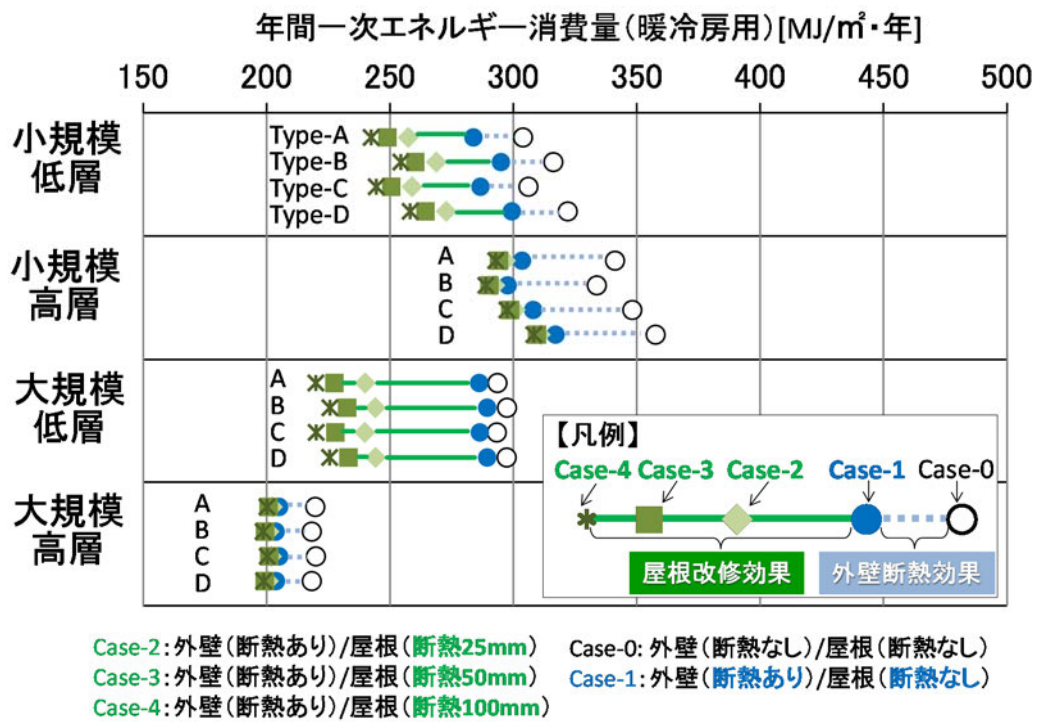 年間一次エネルギー消費量(暖冷房用)[MJ/㎡・年]
150 200 250 300 350 400 450 500
小規模
低層
Type-A
Type-B
Type-C
Type-D
小規模
高層
A
B
C
D
大規模
低層
A
B
C
D
【凡例】
Case-4 Case-3 Case-2 Case-1 Case-0
屋根改修効果 外壁断熱効果
大規模
高層
A
B
C
D
Case-2:外壁(断熱あり)/屋根(断熱25mm)
Case-3:外壁(断熱あり)/屋根(断熱50mm)
Case-4:外壁(断熱あり)/屋根(断熱100mm)
Case-0:外壁(断熱なし)/屋根(断熱なし)
Case-1:外壁(断熱あり)/屋根(断熱なし)